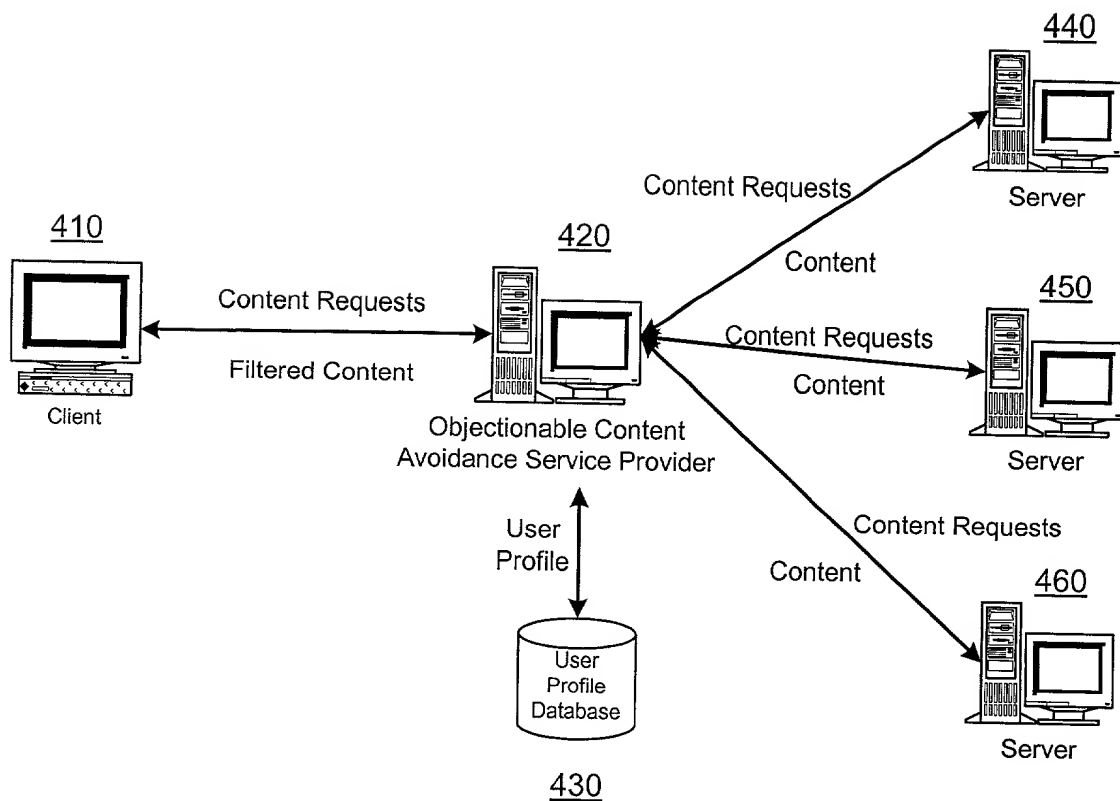 440
Server
Content Requests
Content
410
Client
Content Requests
Filtered Content
420
Objectionable Content
Avoidance Service Provider
450
Content Requests
Content
Server
User
Profile
Content Requests
Content
460
Server
User
Profile
Database
430